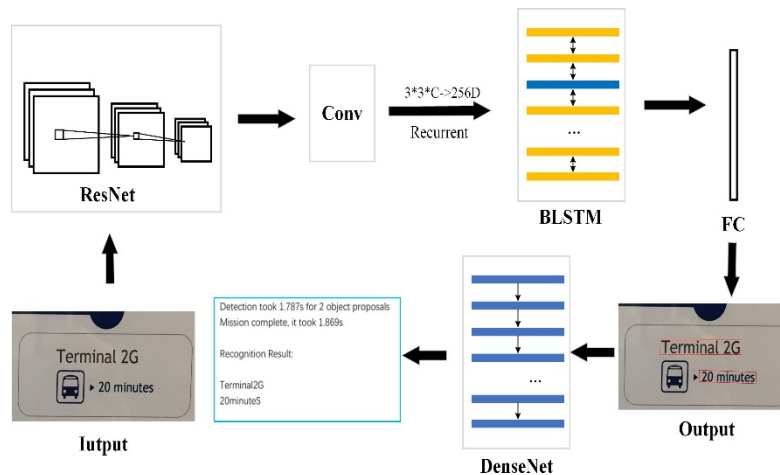 ResNet
Conv
3*3*C->256D
Recurrent
...
BLSTM
FC
Terminal 2G
20 minutes
Iutput
Detection took 1.787s for 2 object proposals
Mission complete, it took 1.869s
Recognition Result:
Terminal2G
20minuteS
...
DenseNet
Terminal 2G
20 minutes
Output